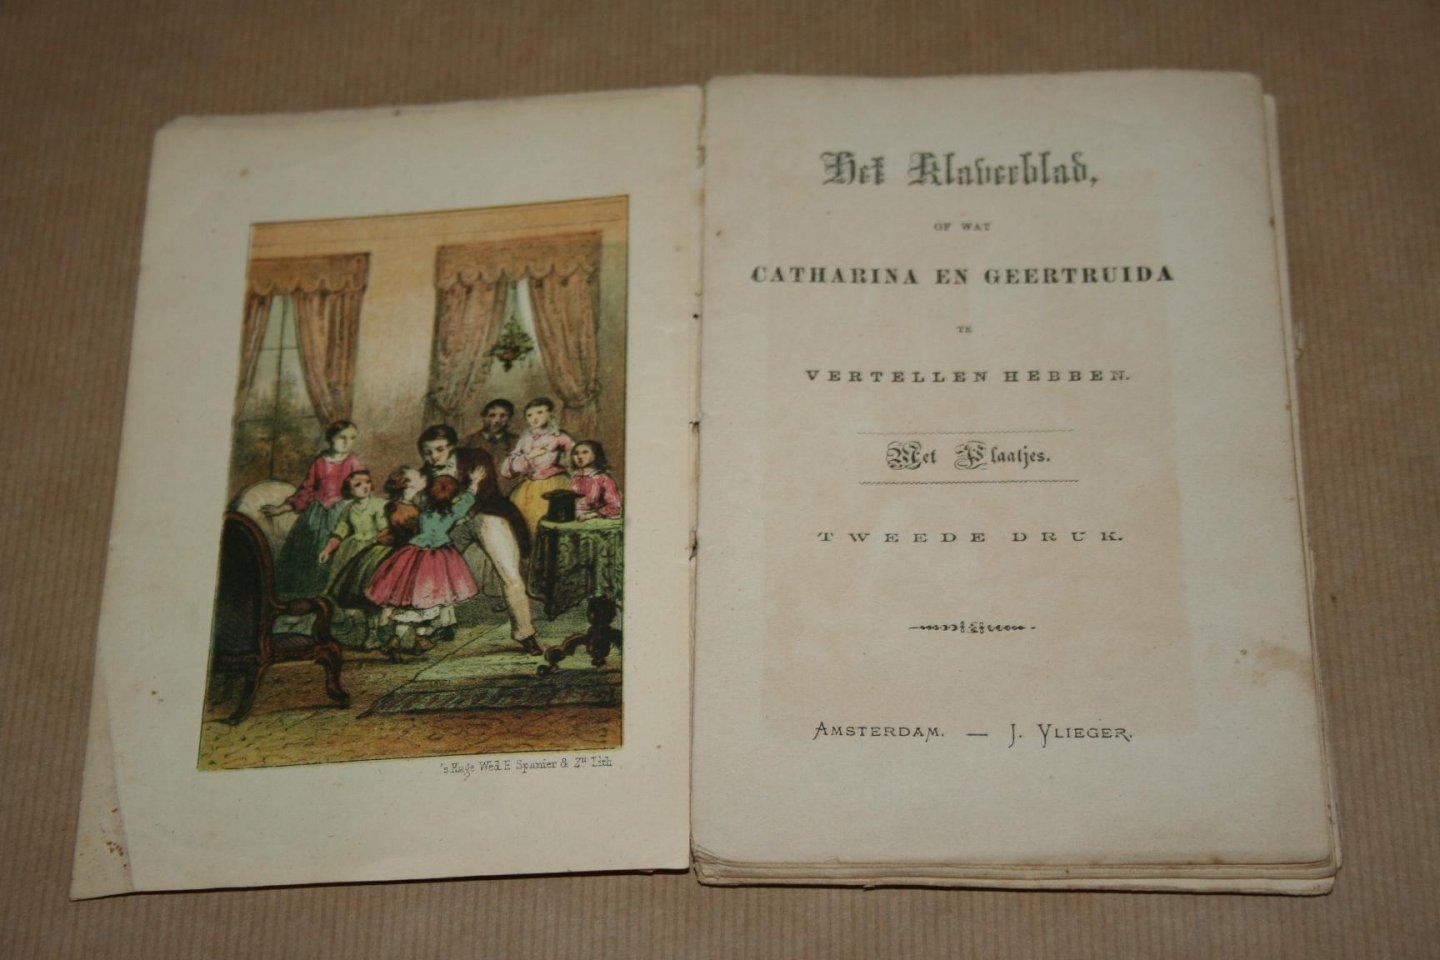 's Hage Wed. E Spanier & Zn Lith
Het Klaverblad,
OF WAT
CATHARINA EN GEERTRUIDA
TE
VERTELLEN HEBBEN.
Met Plaatjes.
TWEEDE DRUK.
AMSTERDAM. — J. VLIEGER.